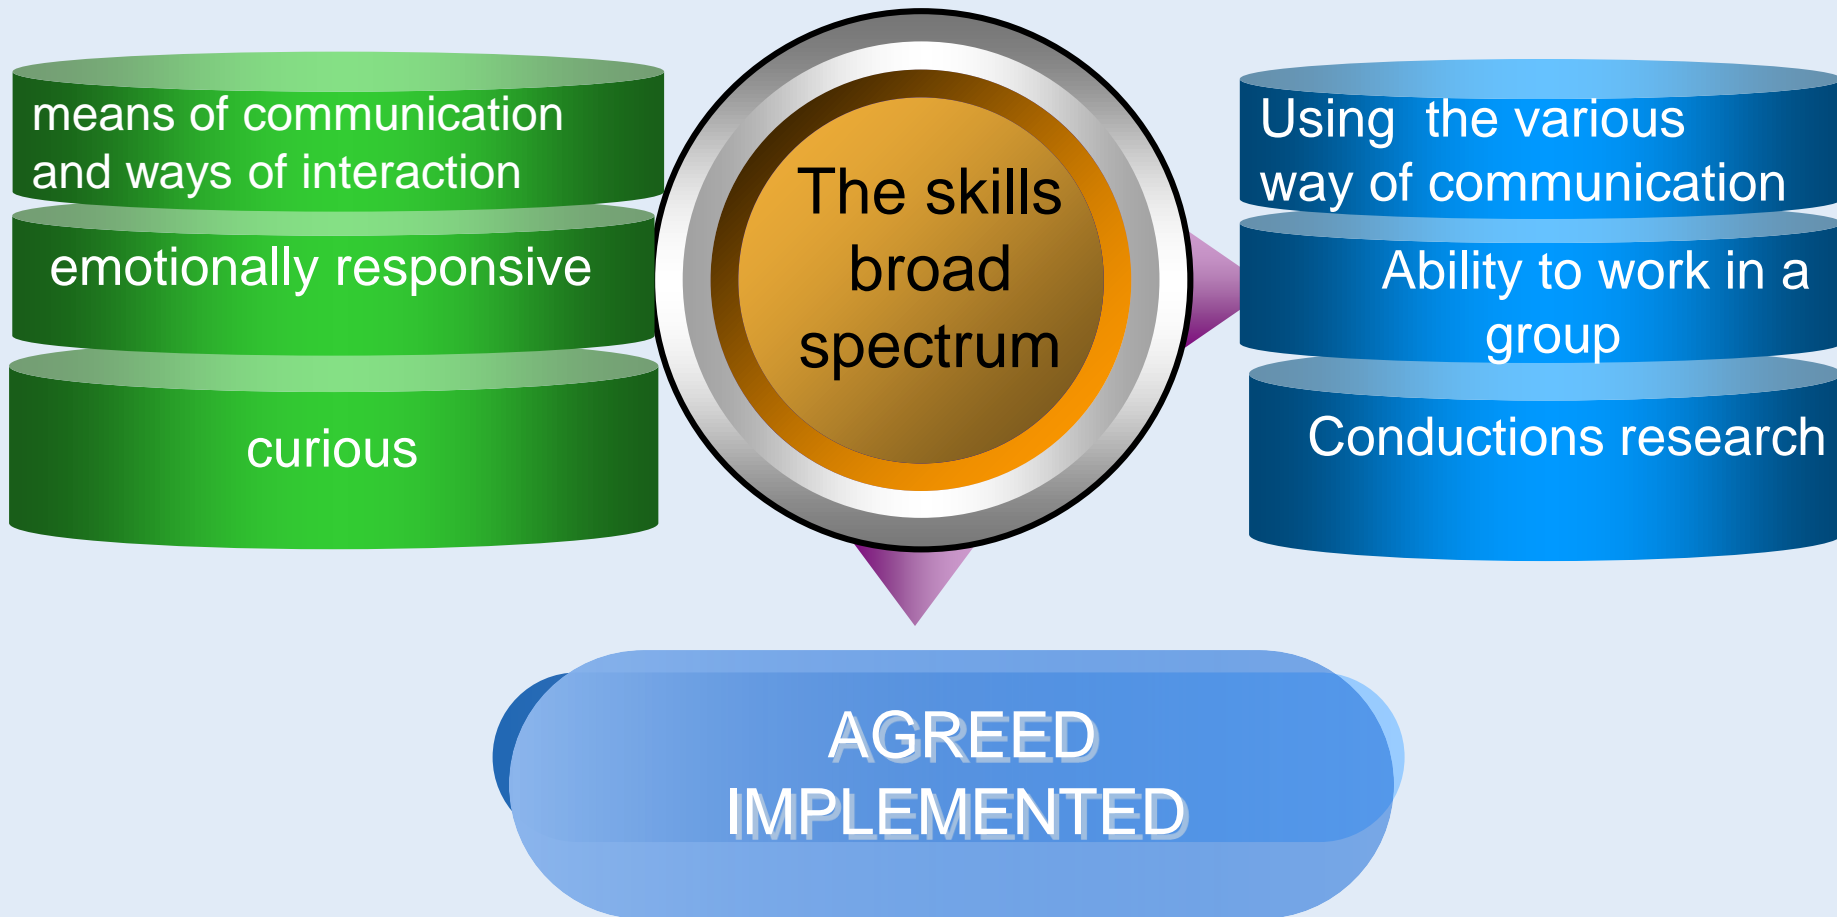 means of communication
and ways of interaction
emotionally responsive
curious
The skills
broad
spectrum
Using the various
way of communication
Ability to work in a
group
Conductions research
AGREED
IMPLEMENTED